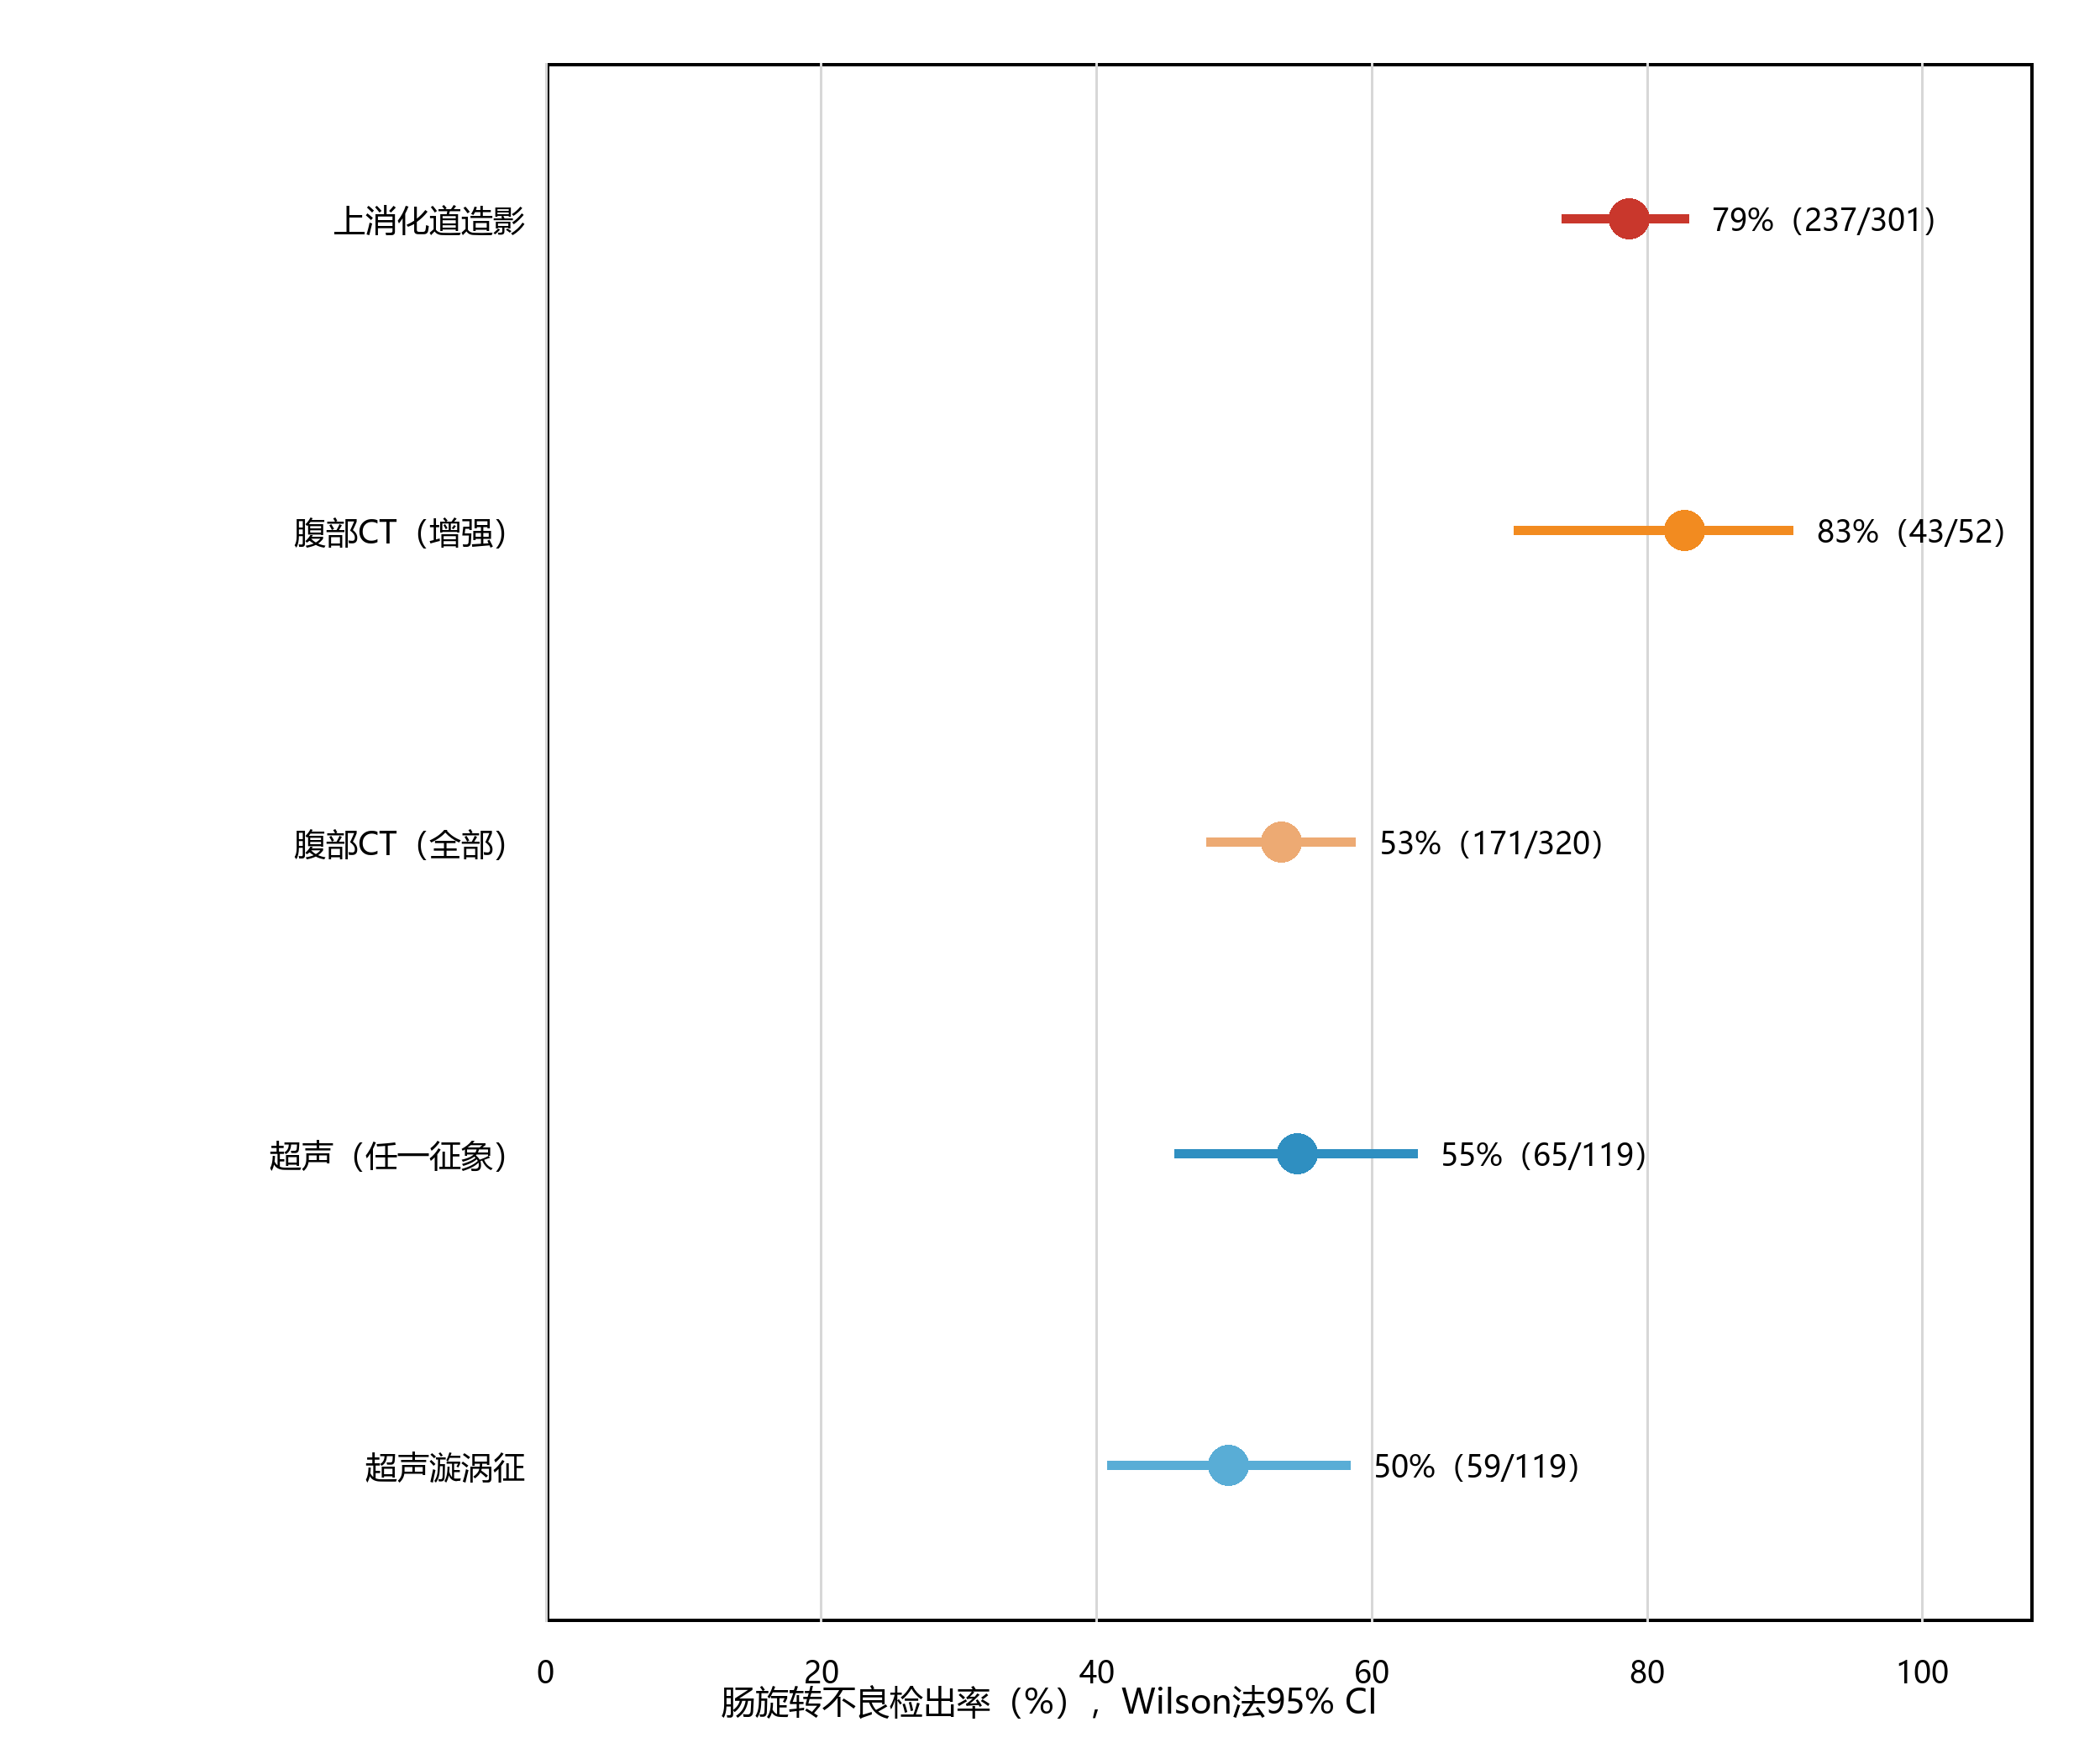 上消化道造影 79%（237/301）
腹部CT（增强） 83%（43/52）
腹部CT（全部） 53%（171/320）
超声（任一征象） 55%（65/119）
超声漩涡征 50%（59/119）
0 20 40 60 80 100
肠旋转不良检出率（%），Wilson法95% CI